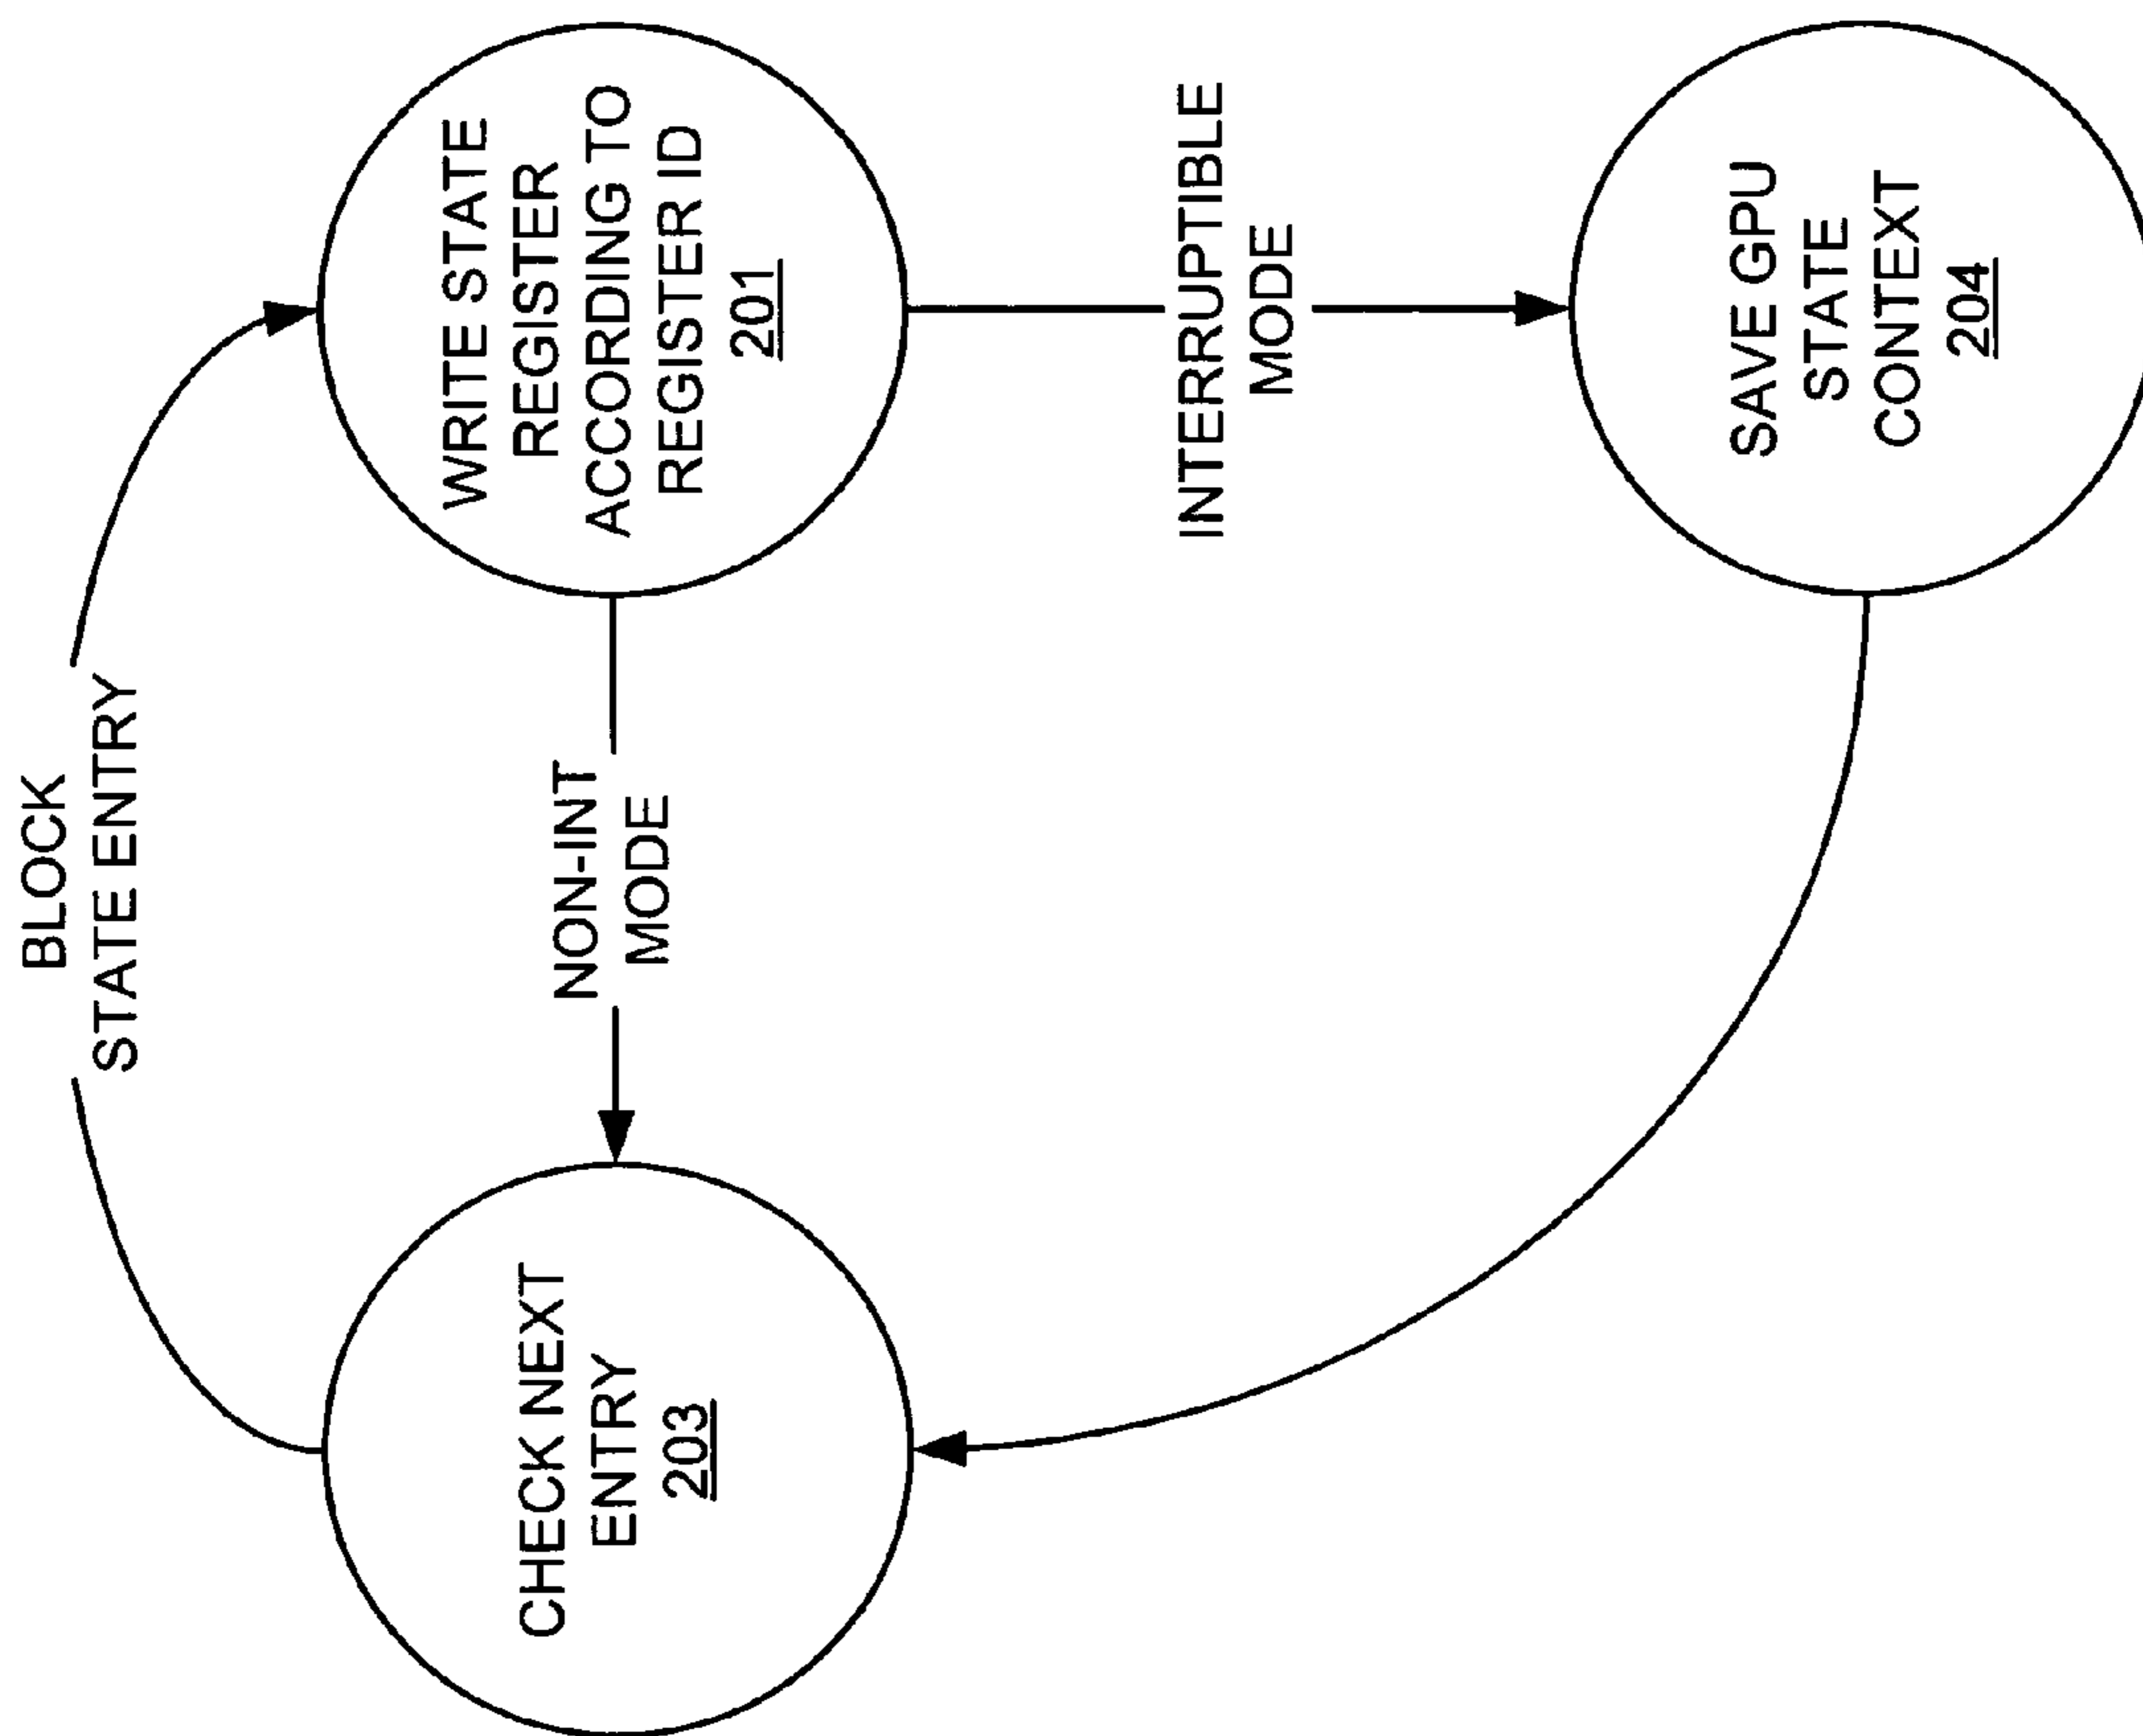 BLOCK
STATE ENTRY
CHECK NEXT
ENTRY
203
NON-INT
MODE
WRITE STATE
REGISTER
ACCORDING TO
REGISTER ID
201
INTERRUPTIBLE
MODE
SAVE GPU
STATE
CONTEXT
204